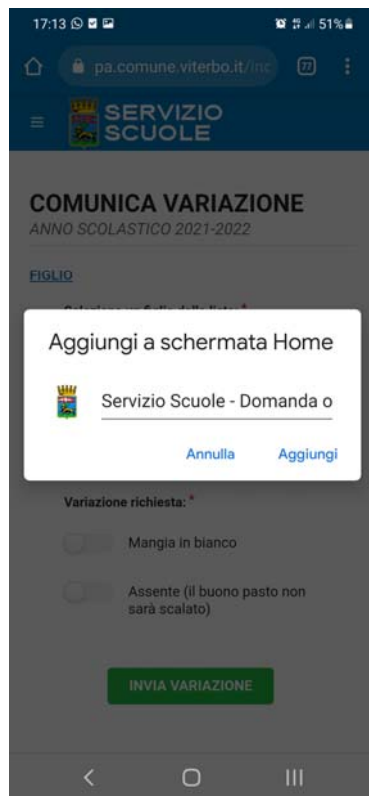 17:13 51%
pa.comune.viterbo.it/inc 77
SERVIZIO
SCUOLE
COMUNICA VARIAZIONE
ANNO SCOLASTICO 2021-2022
FIGLIO
Aggiungi a schermata Home
Servizio Scuole - Domanda o
Annulla Aggiungi
Variazione richiesta: *
Mangia in bianco
Assente (il buono pasto non
sarà scalato)
INVIA VARIAZIONE